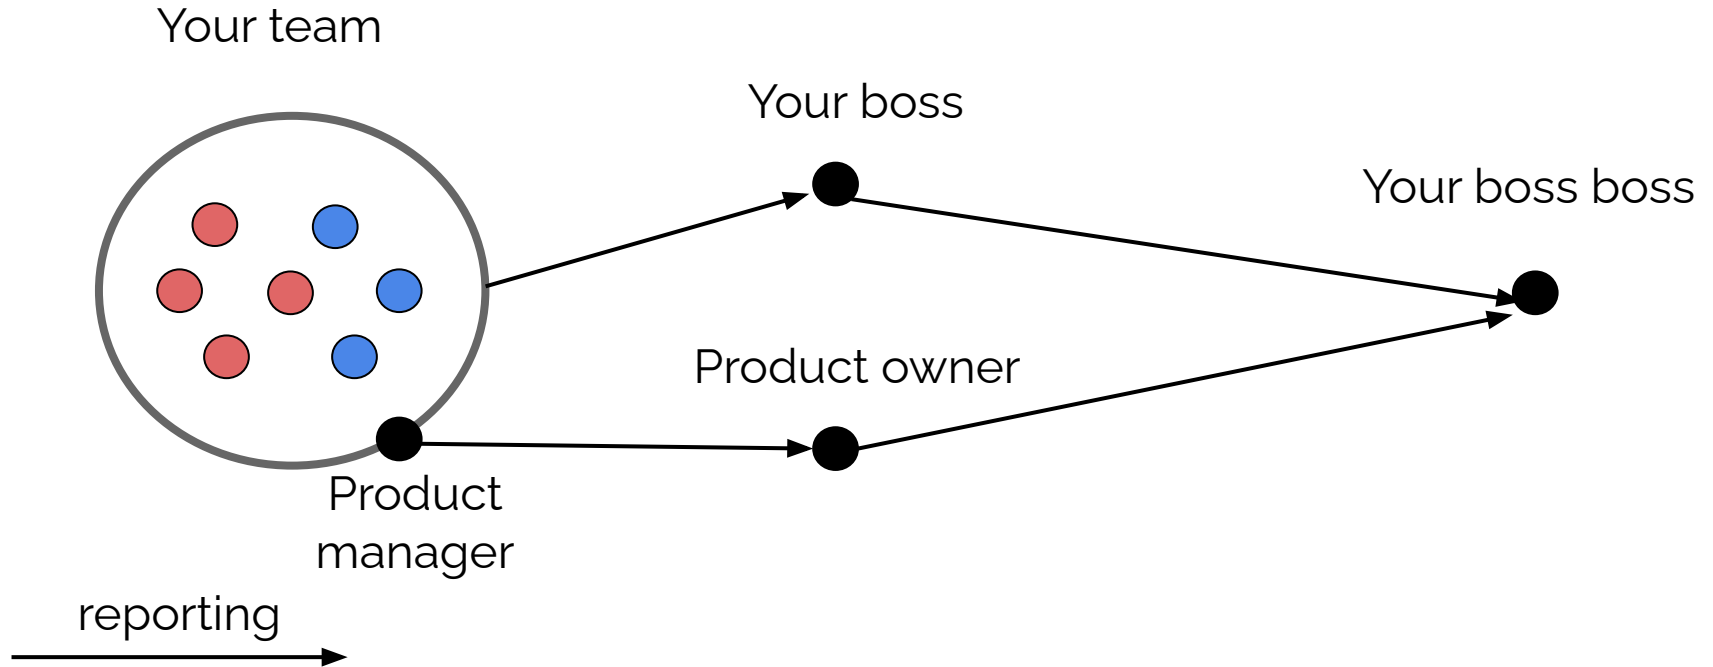 Your team
Your boss
Your boss boss
Product owner
Product
manager
reporting